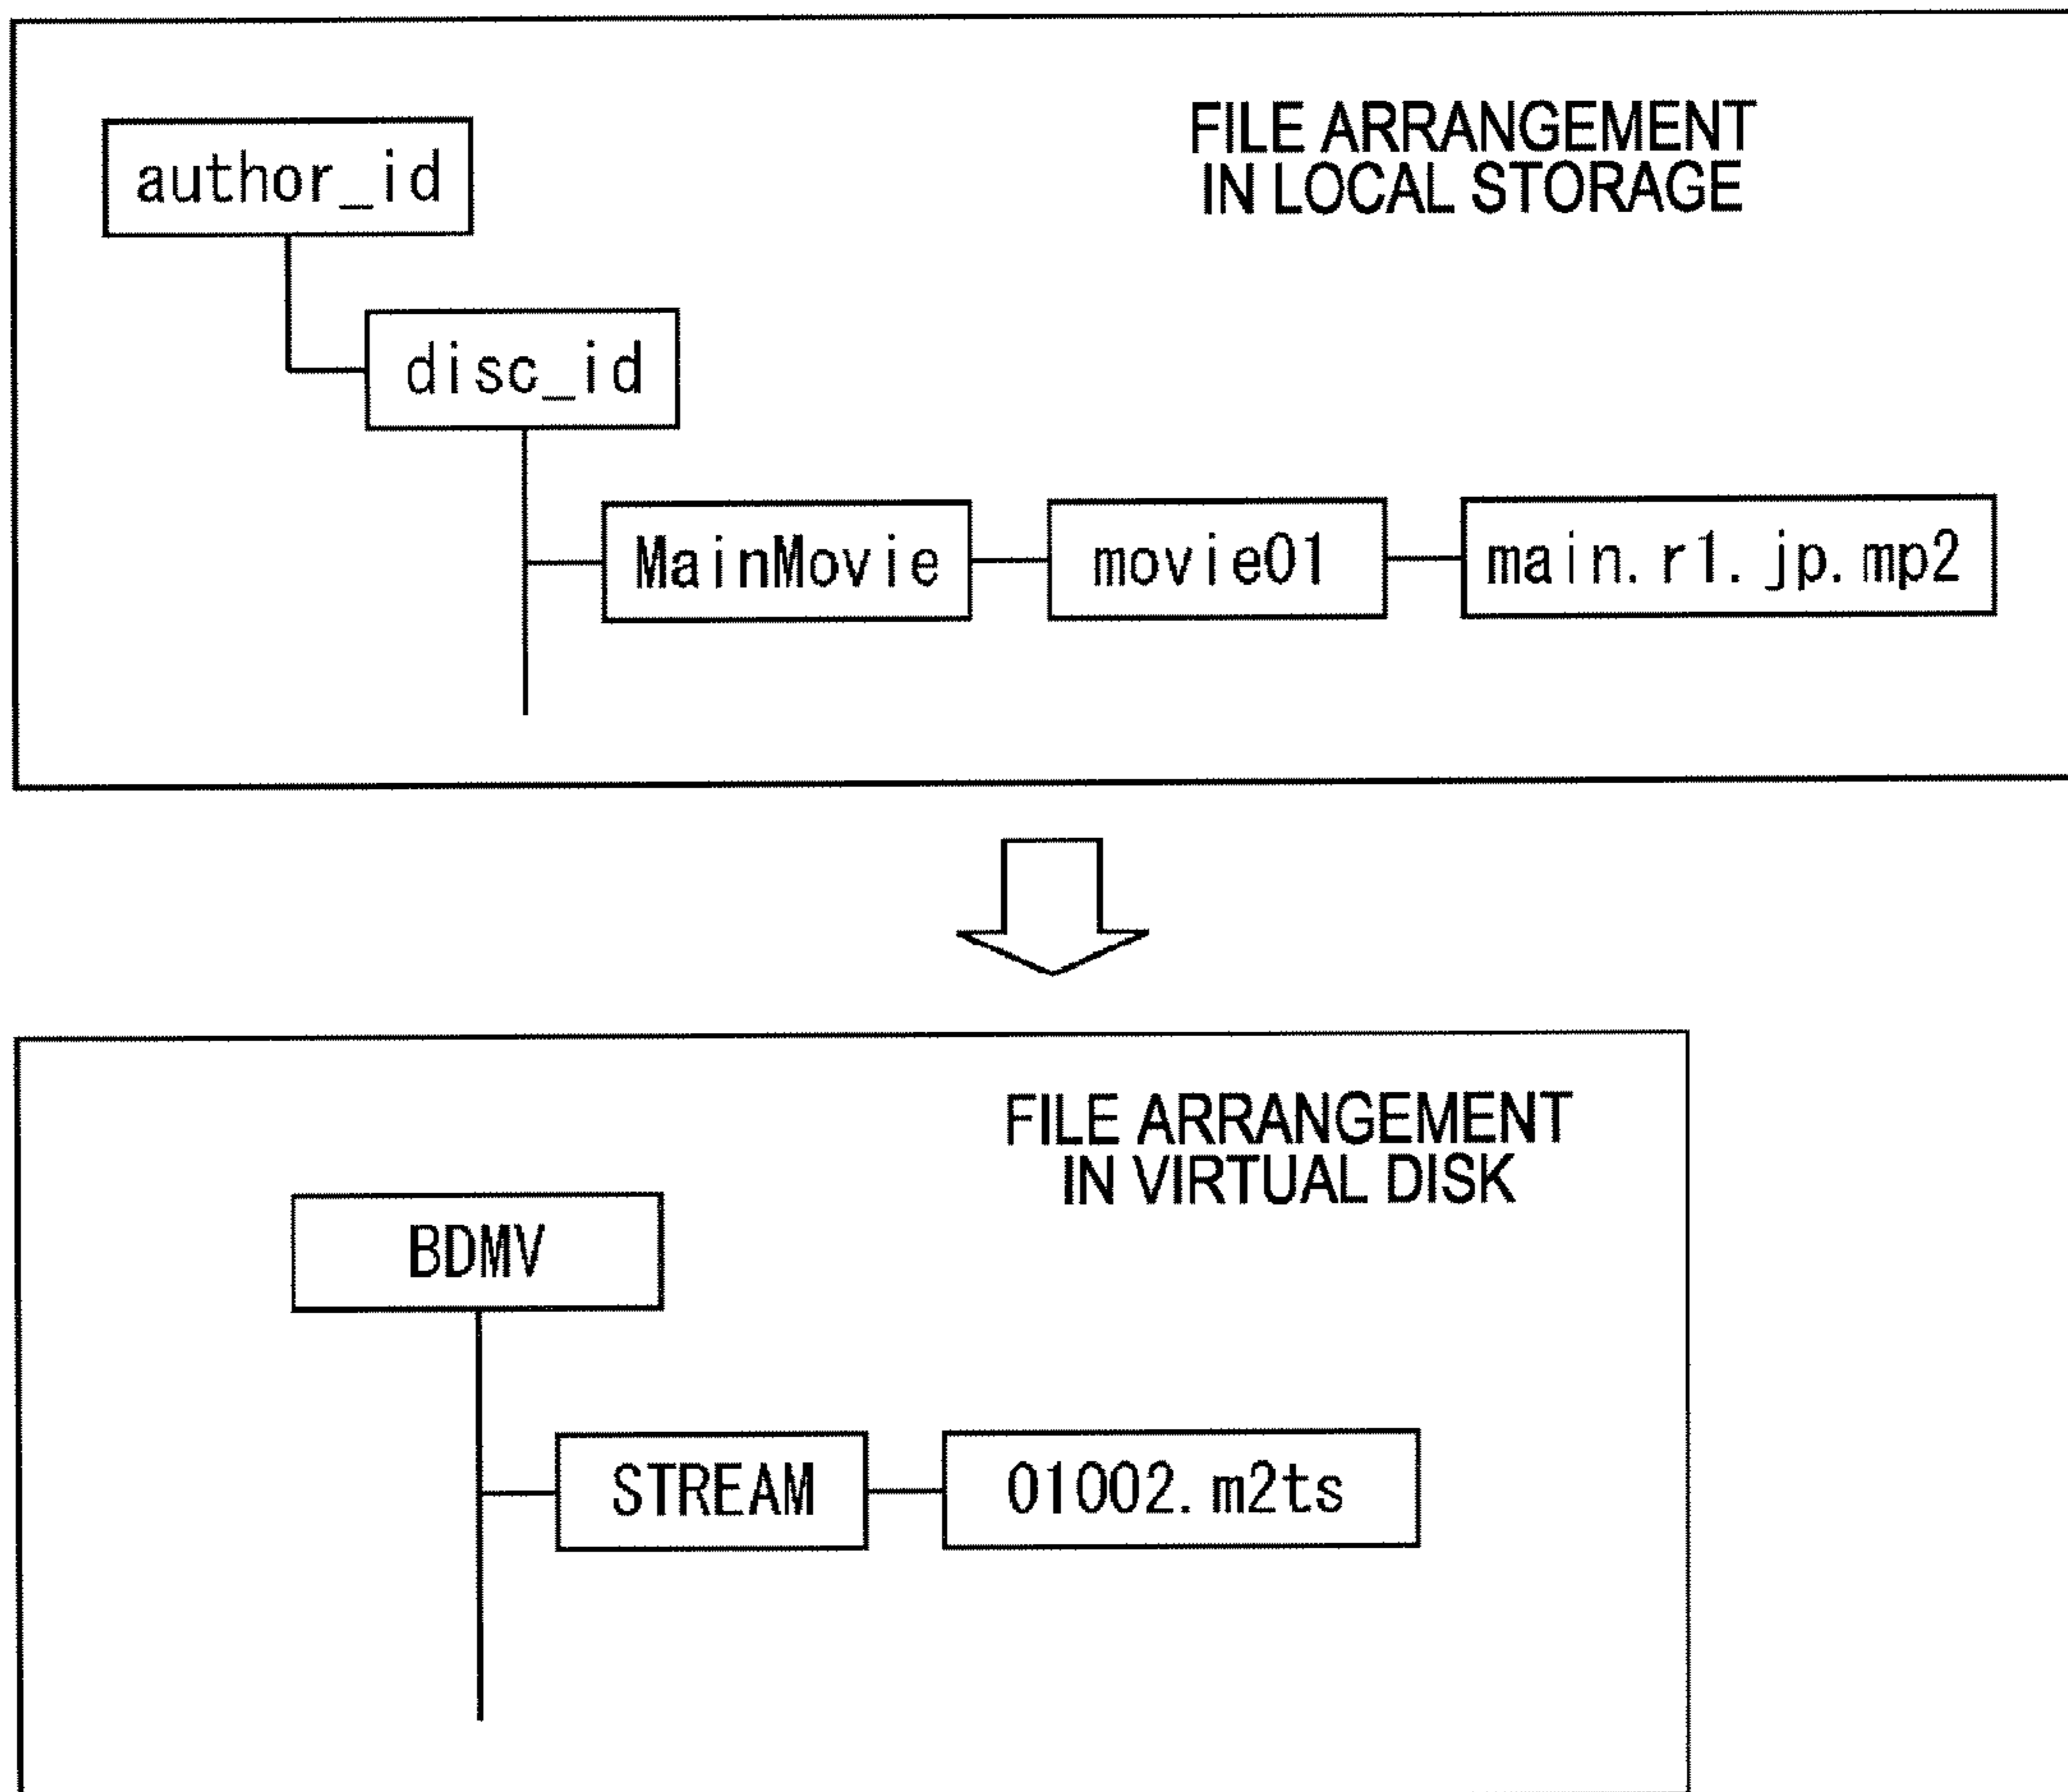 FILE ARRANGEMENT
IN LOCAL STORAGE
author_id
disc_id
MainMovie
movie01
main.r1.jp.mp2
FILE ARRANGEMENT
IN VIRTUAL DISK
BDMV
STREAM
01002.m2ts